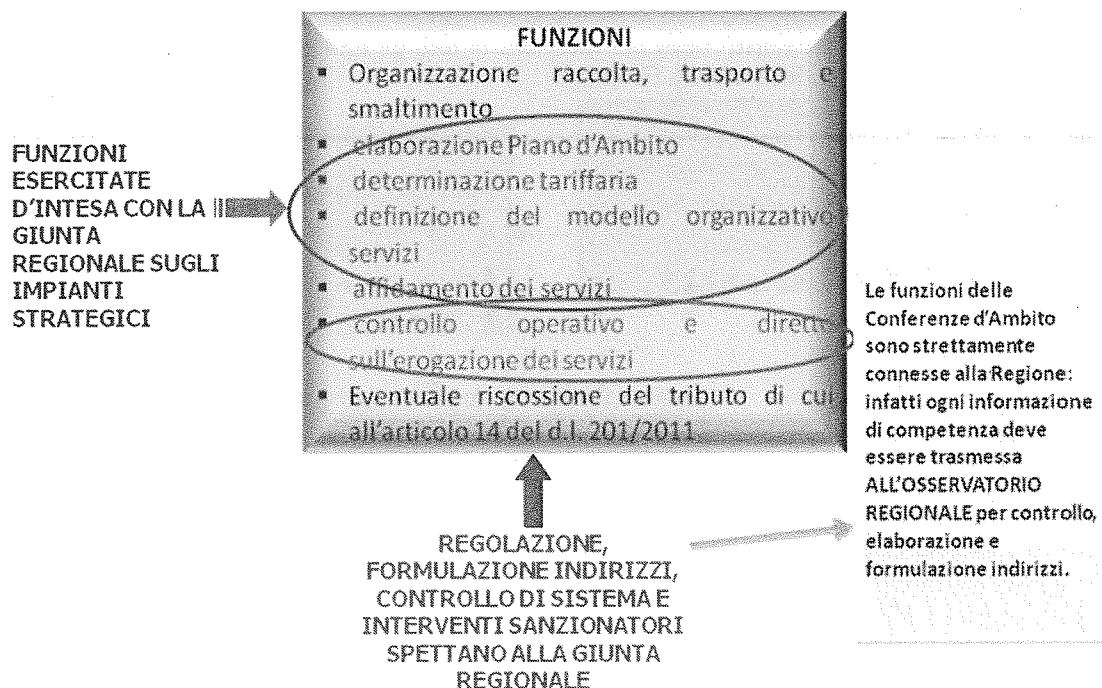 FUNZIONI
▪ Organizzazione raccolta, trasporto e
smaltimento
▪ elaborazione Piano d'Ambito
▪ determinazione tariffaria
▪ definizione del modello organizzativo
servizi
▪ affidamento dei servizi
▪ controllo operativo e diretto
sull'erogazione dei servizi
▪ Eventuale riscossione del tributo di cui
all'articolo 14 del d.l. 201/2011
FUNZIONI
ESERCITATE
D'INTESA CON LA
GIUNTA
REGIONALE SUGLI
IMPIANTI
STRATEGICI
Le funzioni delle
Conferenze d'Ambito
sono strettamente
connesse alla Regione:
infatti ogni informazione
di competenza deve
essere trasmessa
ALL'OSSERVATORIO
REGIONALE per controllo,
elaborazione e
formulazione indirizzi.
REGOLAZIONE,
FORMULAZIONE INDIRIZZI,
CONTROLLO DI SISTEMA E
INTERVENTI SANZIONATORI
SPETTANO ALLA GIUNTA
REGIONALE